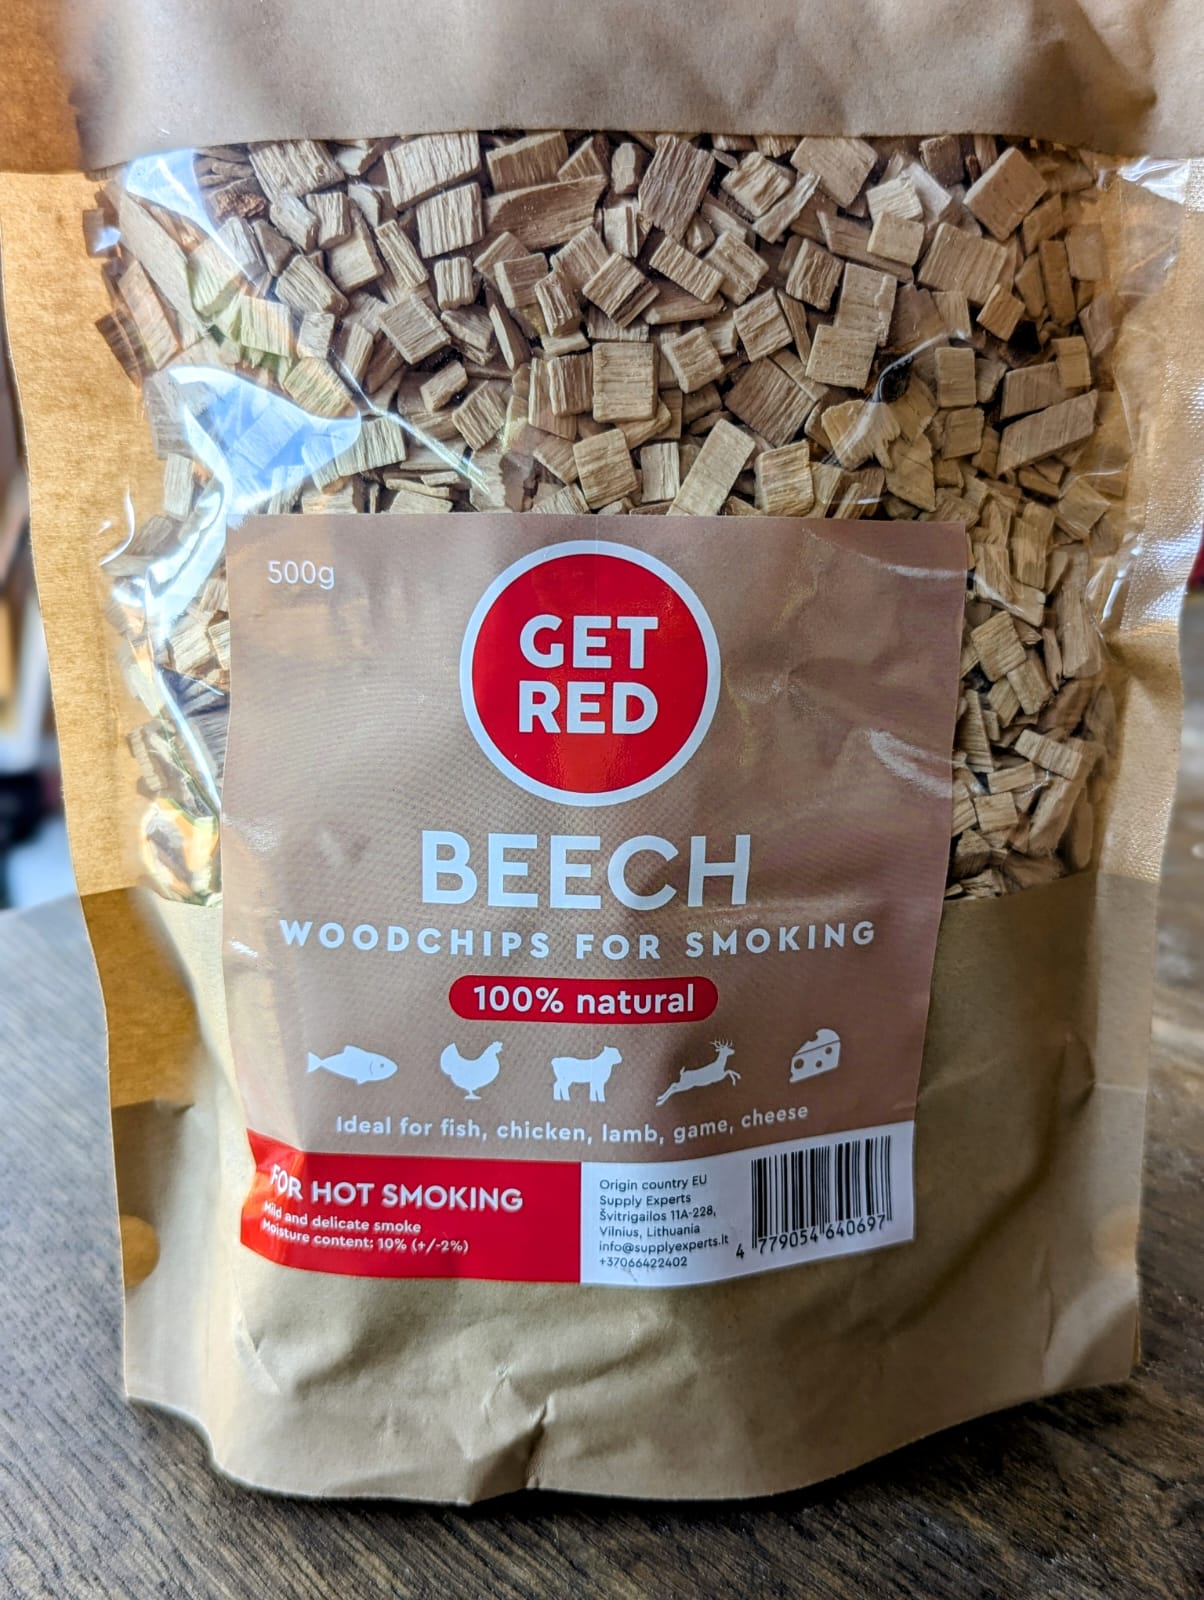 500g
GET
RED
BEECH
WOODCHIPS FOR SMOKING
100% natural
Ideal for fish, chicken, lamb, game, cheese
FOR HOT SMOKING
Mild and delicate smoke
Moisture content: 10% (+/-2%)
Origin country EU
Supply Experts
Švitrigailos 11A-228,
Vilnius, Lithuania
info@supplyexperts.lt
+37066422402
4 779054 640697